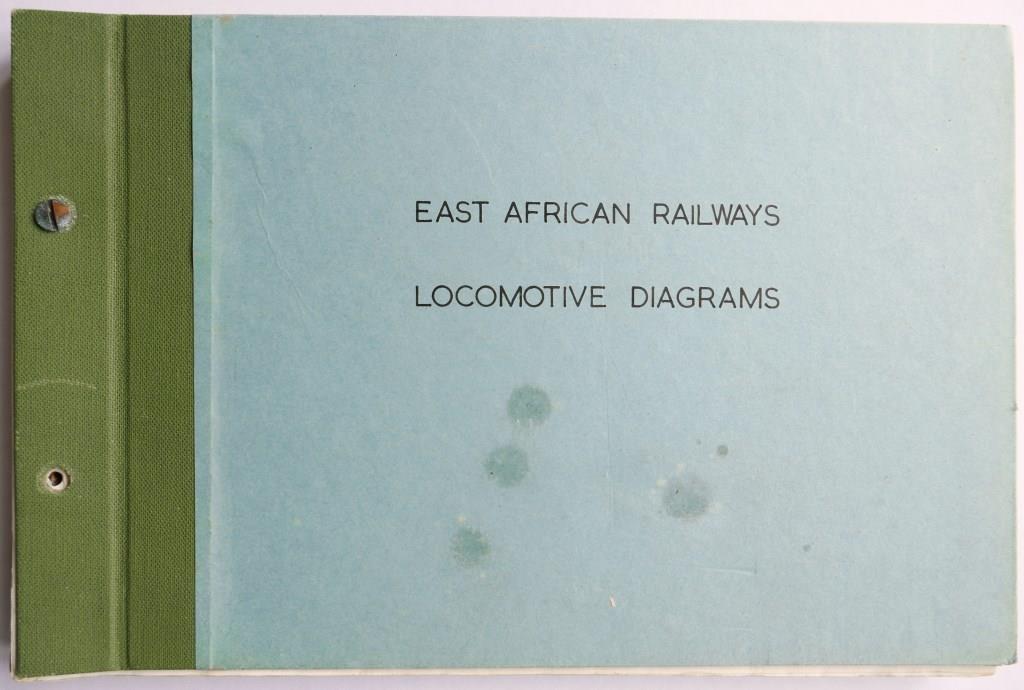 EAST AFRICAN RAILWAYS
LOCOMOTIVE DIAGRAMS